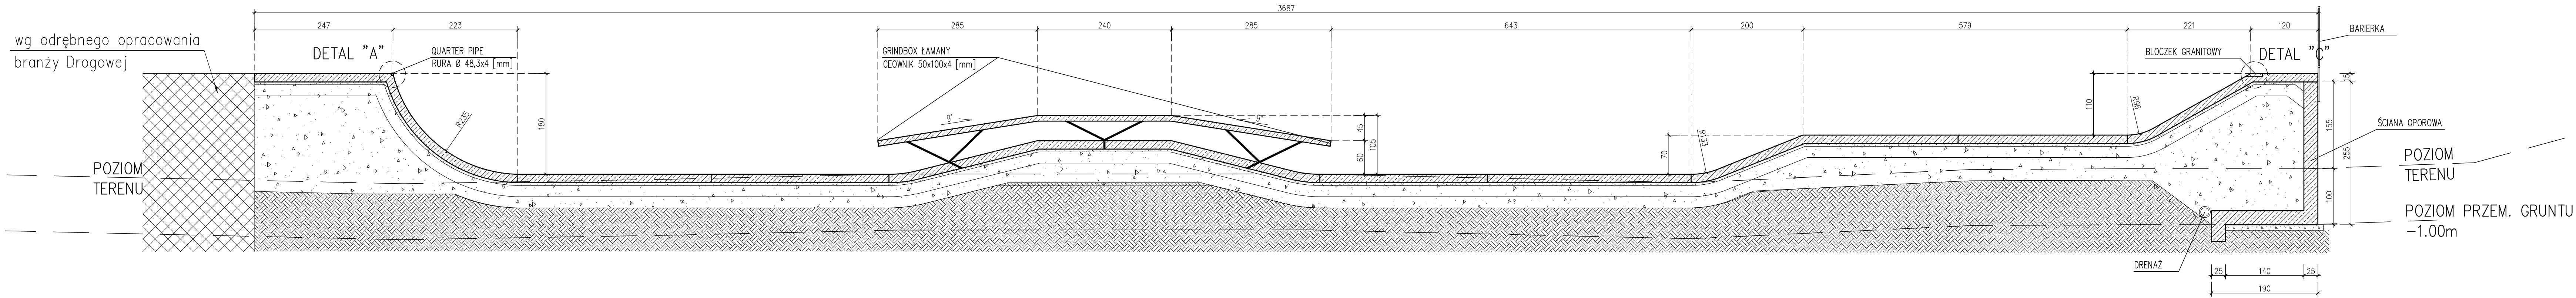 3687
247
223
285
240
285
643
200
579
221
120
wg odrębnego opracowania
branży Drogowej
DETAL "A"
QUARTER PIPE
RURA Ø 48,3x4 [mm]
GRINDBOX ŁAMANY
CEOWNIK 50x100x4 [mm]
BLOCZEK GRANITOWY
DETAL "C"
BARIERKA
R235
180
9°
9°
45
60
105
70
R133
110
R96
15
155
100
255
ŚCIANA OPOROWA
POZIOM
TERENU
POZIOM
TERENU
POZIOM PRZEM. GRUNTU
-1.00m
DRENAŻ
25
140
25
190